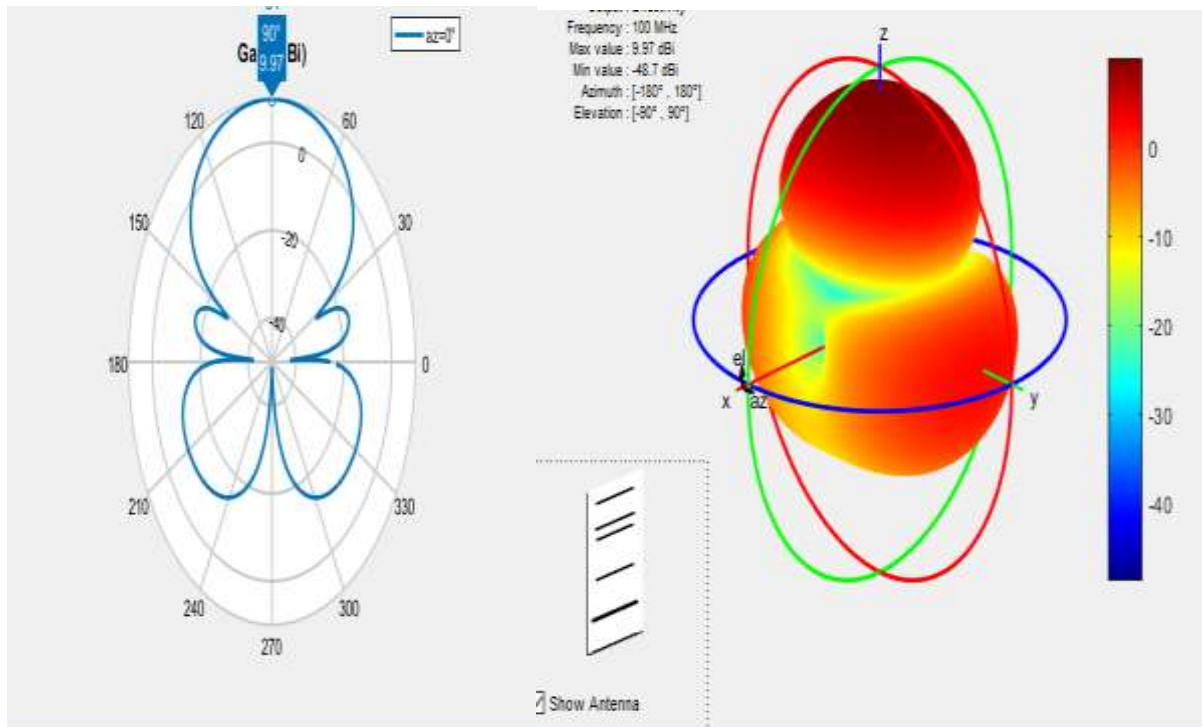 90°
9.97
Ga
Bi)
az=0°
120
60
0
150
30
-20
-40
180
0
210
330
240
300
270
Frequency : 100 MHz
Max value : 9.97 dBi
Min value : -48.7 dBi
Azimuth : [-180° , 180°]
Elevation : [-90° , 90°]
z
el
x
az
y
0
-10
-20
-30
-40
Show Antenna